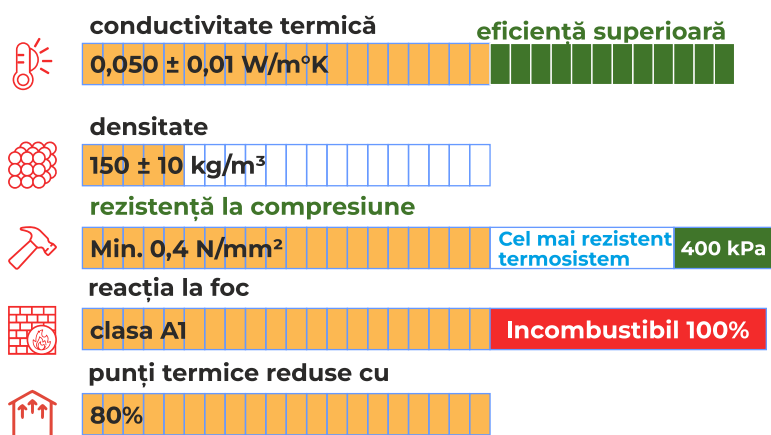 conductivitate termică
eficiență superioară
0,050 ± 0,01 W/m°K
densitate
150 ± 10 kg/m³
rezistență la compresiune
Min. 0,4 N/mm²
Cel mai rezistent
termosistem
400 kPa
reacția la foc
clasa A1
Incombustibil 100%
punți termice reduse cu
80%